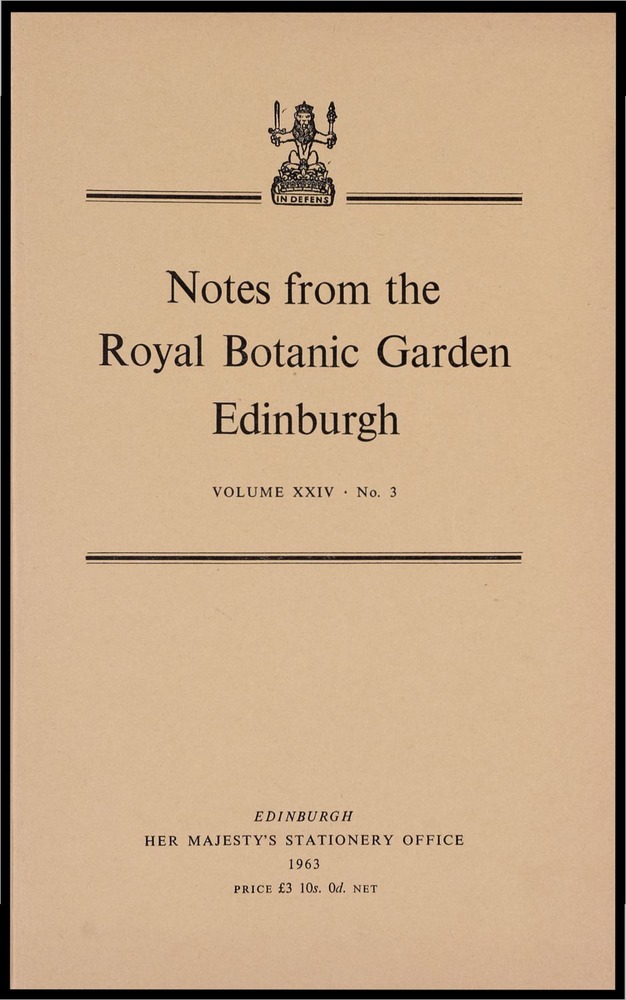 IN DEFENS
Notes from the
Royal Botanic Garden
Edinburgh
VOLUME XXIV · No. 3
EDINBURGH
HER MAJESTY'S STATIONERY OFFICE
1963
PRICE £3 10s. 0d. NET